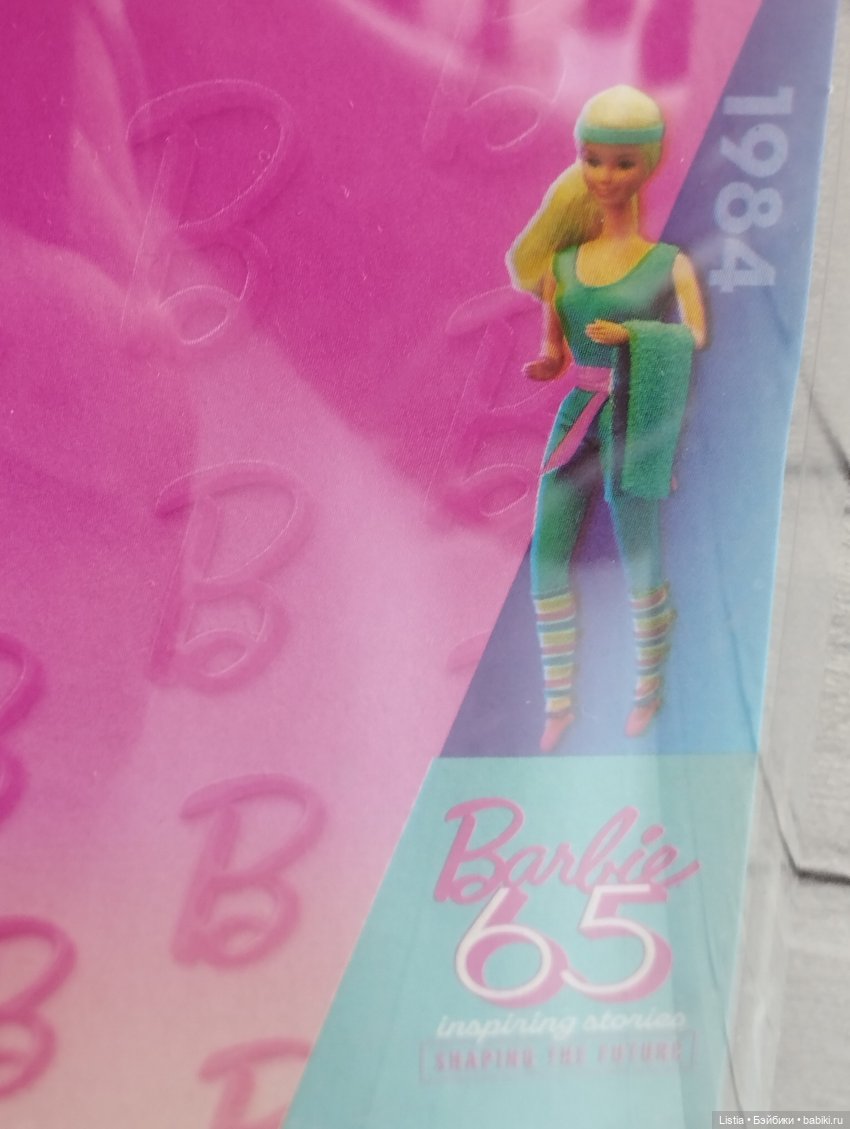 1984
Barbie
65
inspiring stories
SHAPING THE FUTURE
B
B
B
B
B
B
B
B
Listia • Бэйбики • babiki.ru